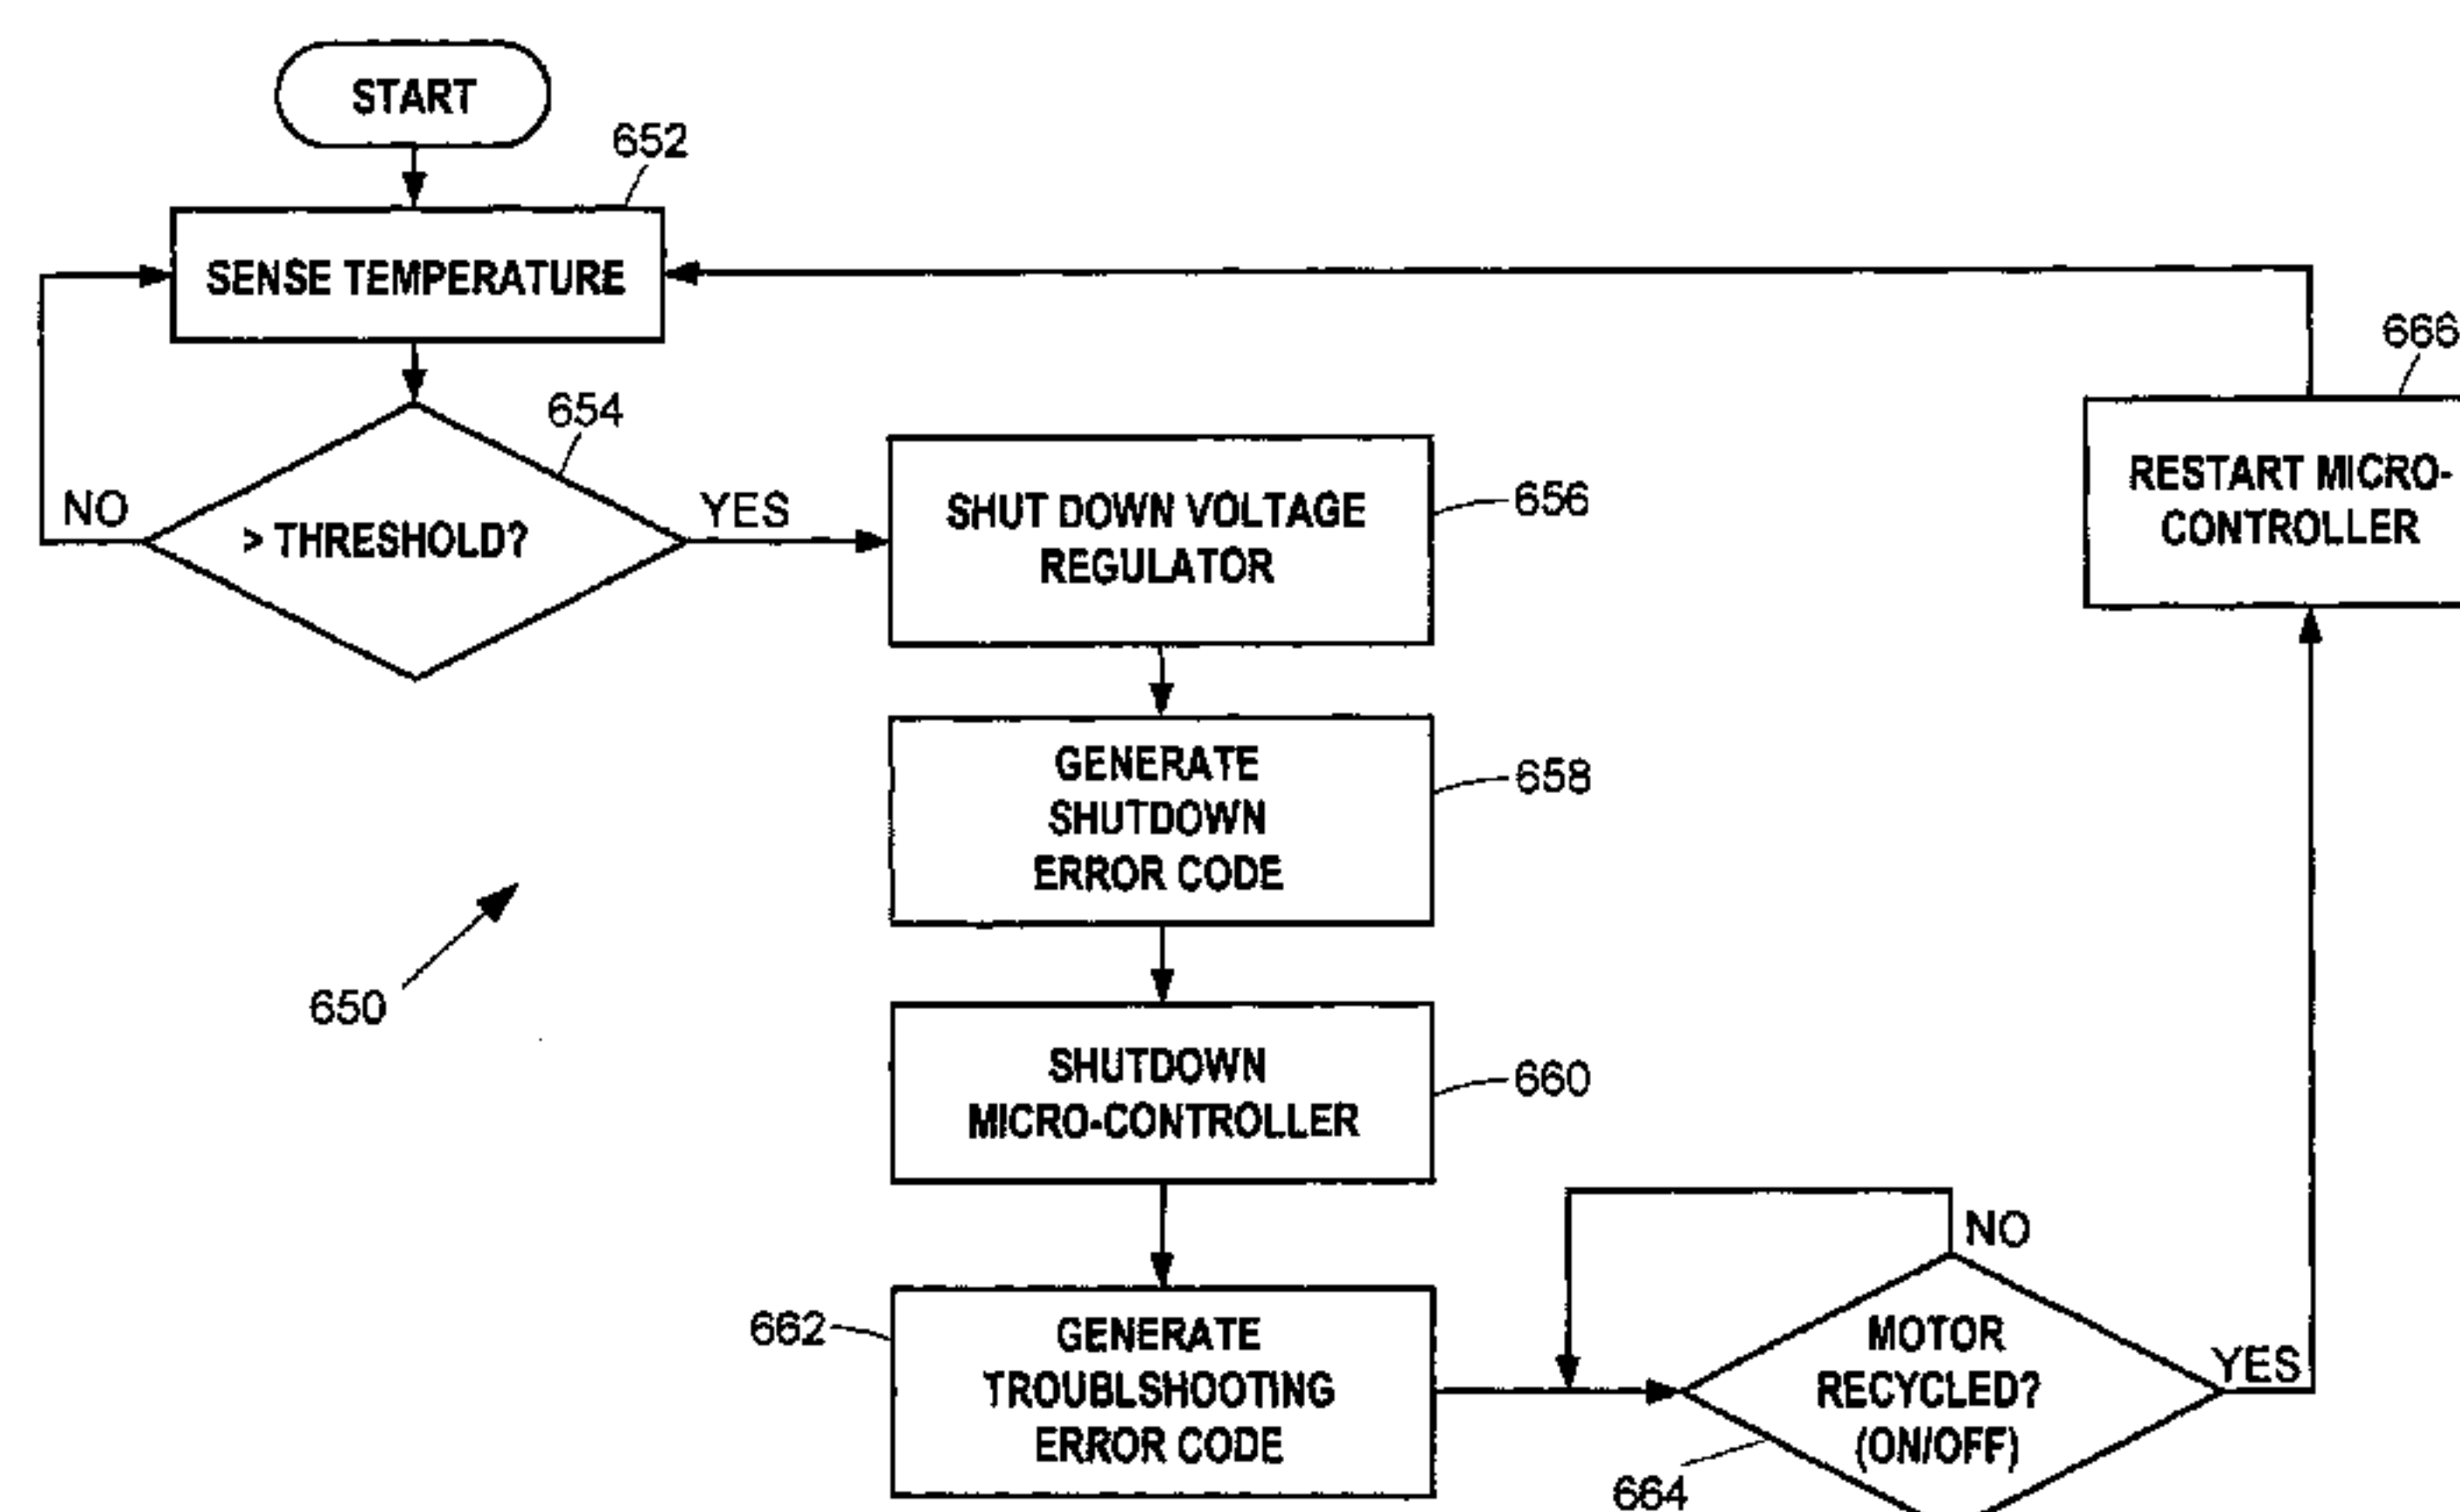 START
652
SENSE TEMPERATURE
654
NO
> THRESHOLD?
YES
SHUT DOWN VOLTAGE
REGULATOR
656
666
RESTART MICRO-
CONTROLLER
GENERATE
SHUTDOWN
ERROR CODE
658
650
SHUTDOWN
MICRO-CONTROLLER
660
662
GENERATE
TROUBLSHOOTING
ERROR CODE
NO
MOTOR
RECYCLED?
(ON/OFF)
YES
664